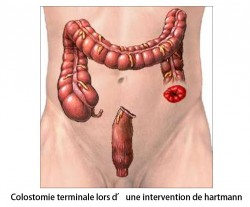 Colostomie terminale lors d' une intervention de hartmann